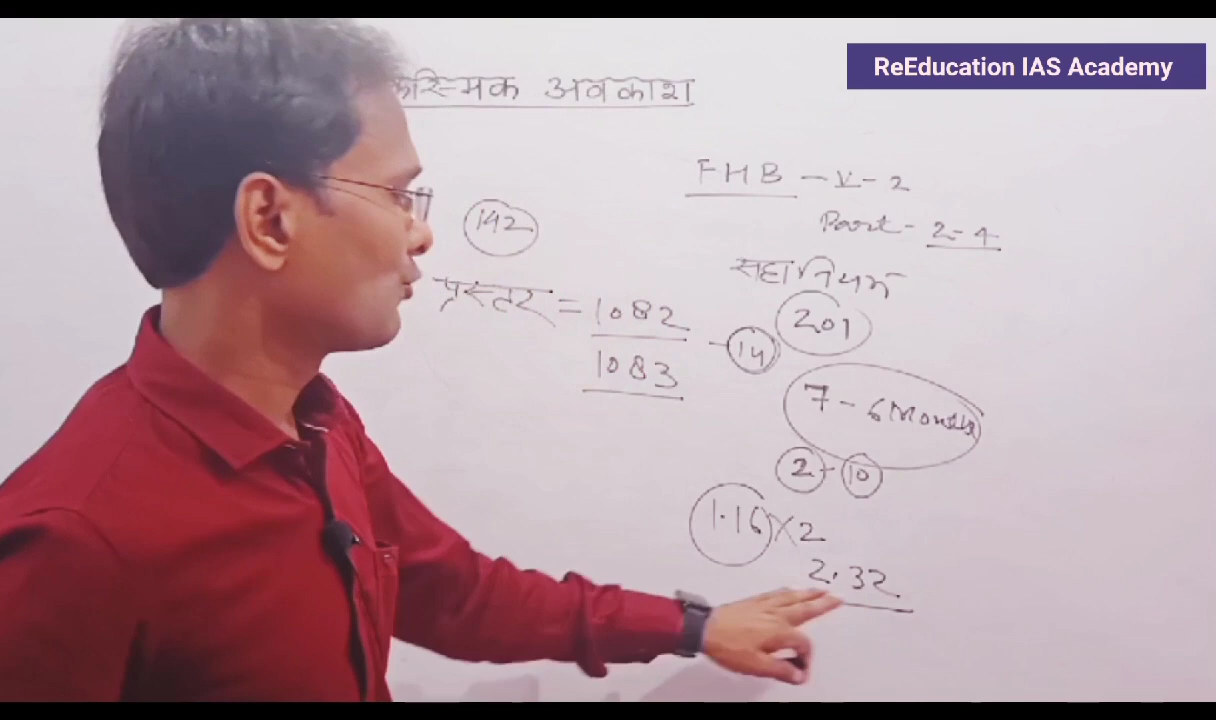 ReEducation IAS Academy
कस्मिक अवकाश
FHB - V - 2
Part - 2-4
142
सहा नियम
प्रस्तर = 1082
1083
- 14
201
7 - 6 Months
2 - 10
1.16 × 2
2.32